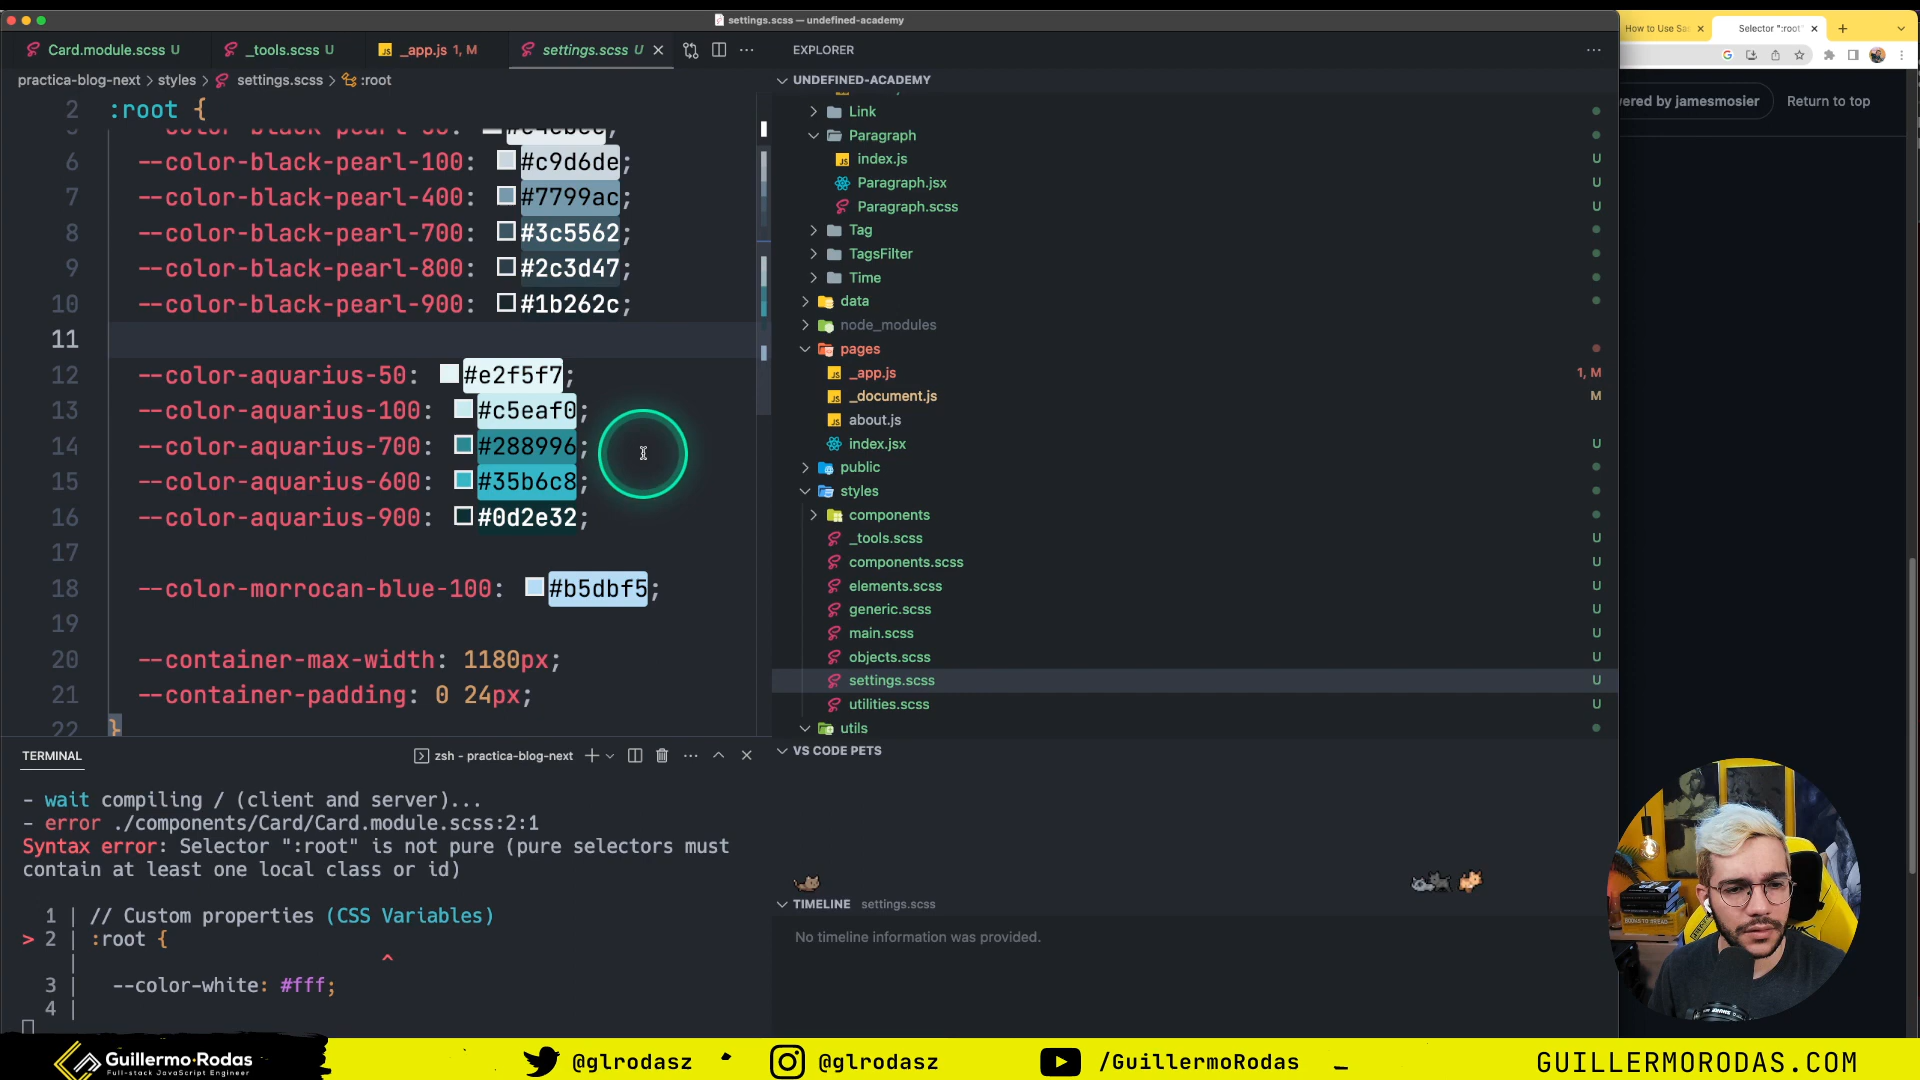 settings.scss — undefined-academy
Card.module.scss U
_tools.scss U
_app.js 1, M
settings.scss U
practica-blog-next > styles > settings.scss > :root
2 :root {
6 --color-black-pearl-100: #c9d6de;
7 --color-black-pearl-400: #7799ac;
8 --color-black-pearl-700: #3c5562;
9 --color-black-pearl-800: #2c3d47;
10 --color-black-pearl-900: #1b262c;
11
12 --color-aquarius-50: #e2f5f7;
13 --color-aquarius-100: #c5eaf0;
14 --color-aquarius-700: #288996;
15 --color-aquarius-600: #35b6c8;
16 --color-aquarius-900: #0d2e32;
17
18 --color-morrocan-blue-100: #b5dbf5;
19
20 --container-max-width: 1180px;
21 --container-padding: 0 24px;
22 }
TERMINAL
zsh - practica-blog-next
- wait compiling / (client and server)...
- error ./components/Card/Card.module.scss:2:1
Syntax error: Selector ":root" is not pure (pure selectors must
contain at least one local class or id)
1 | // Custom properties (CSS Variables)
> 2 | :root {
| ^
3 | --color-white: #fff;
4 |
EXPLORER
UNDEFINED-ACADEMY
Link
Paragraph
index.js U
Paragraph.jsx U
Paragraph.scss U
Tag
TagsFilter
Time
data
node_modules
pages
_app.js 1, M
_document.js M
about.js
index.jsx U
public
styles
components
_tools.scss U
components.scss U
elements.scss U
generic.scss U
main.scss U
objects.scss U
settings.scss U
utilities.scss U
utils
VS CODE PETS
TIMELINE settings.scss
No timeline information was provided.
How to Use Sas
Selector ":root"
ered by jamesmosier
Return to top
Guillermo Rodas
Full-stack JavaScript Engineer
@glrodasz
@glrodasz
/GuillermoRodas
GUILLERMORODAS.COM